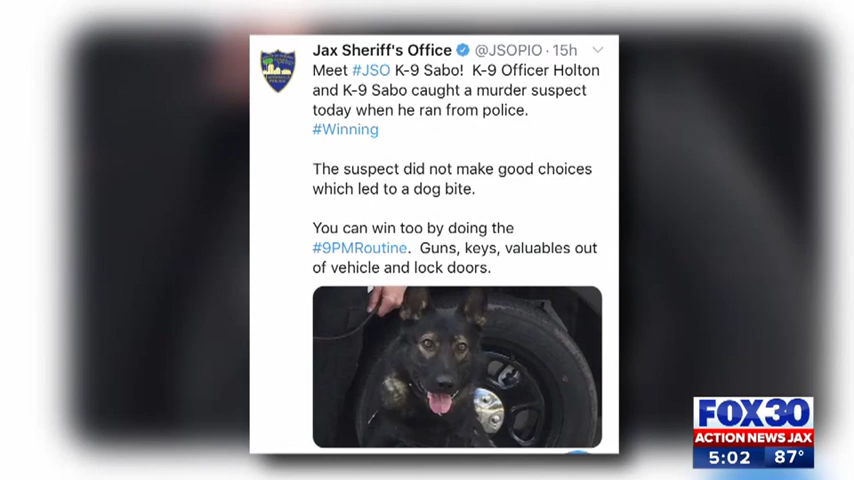 Jax Sheriff's Office @JSOPIO · 15h
Meet #JSO K-9 Sabo! K-9 Officer Holton
and K-9 Sabo caught a murder suspect
today when he ran from police.
#Winning
The suspect did not make good choices
which led to a dog bite.
You can win too by doing the
#9PMRoutine. Guns, keys, valuables out
of vehicle and lock doors.
FOX30
ACTION NEWS JAX
5:02 87°